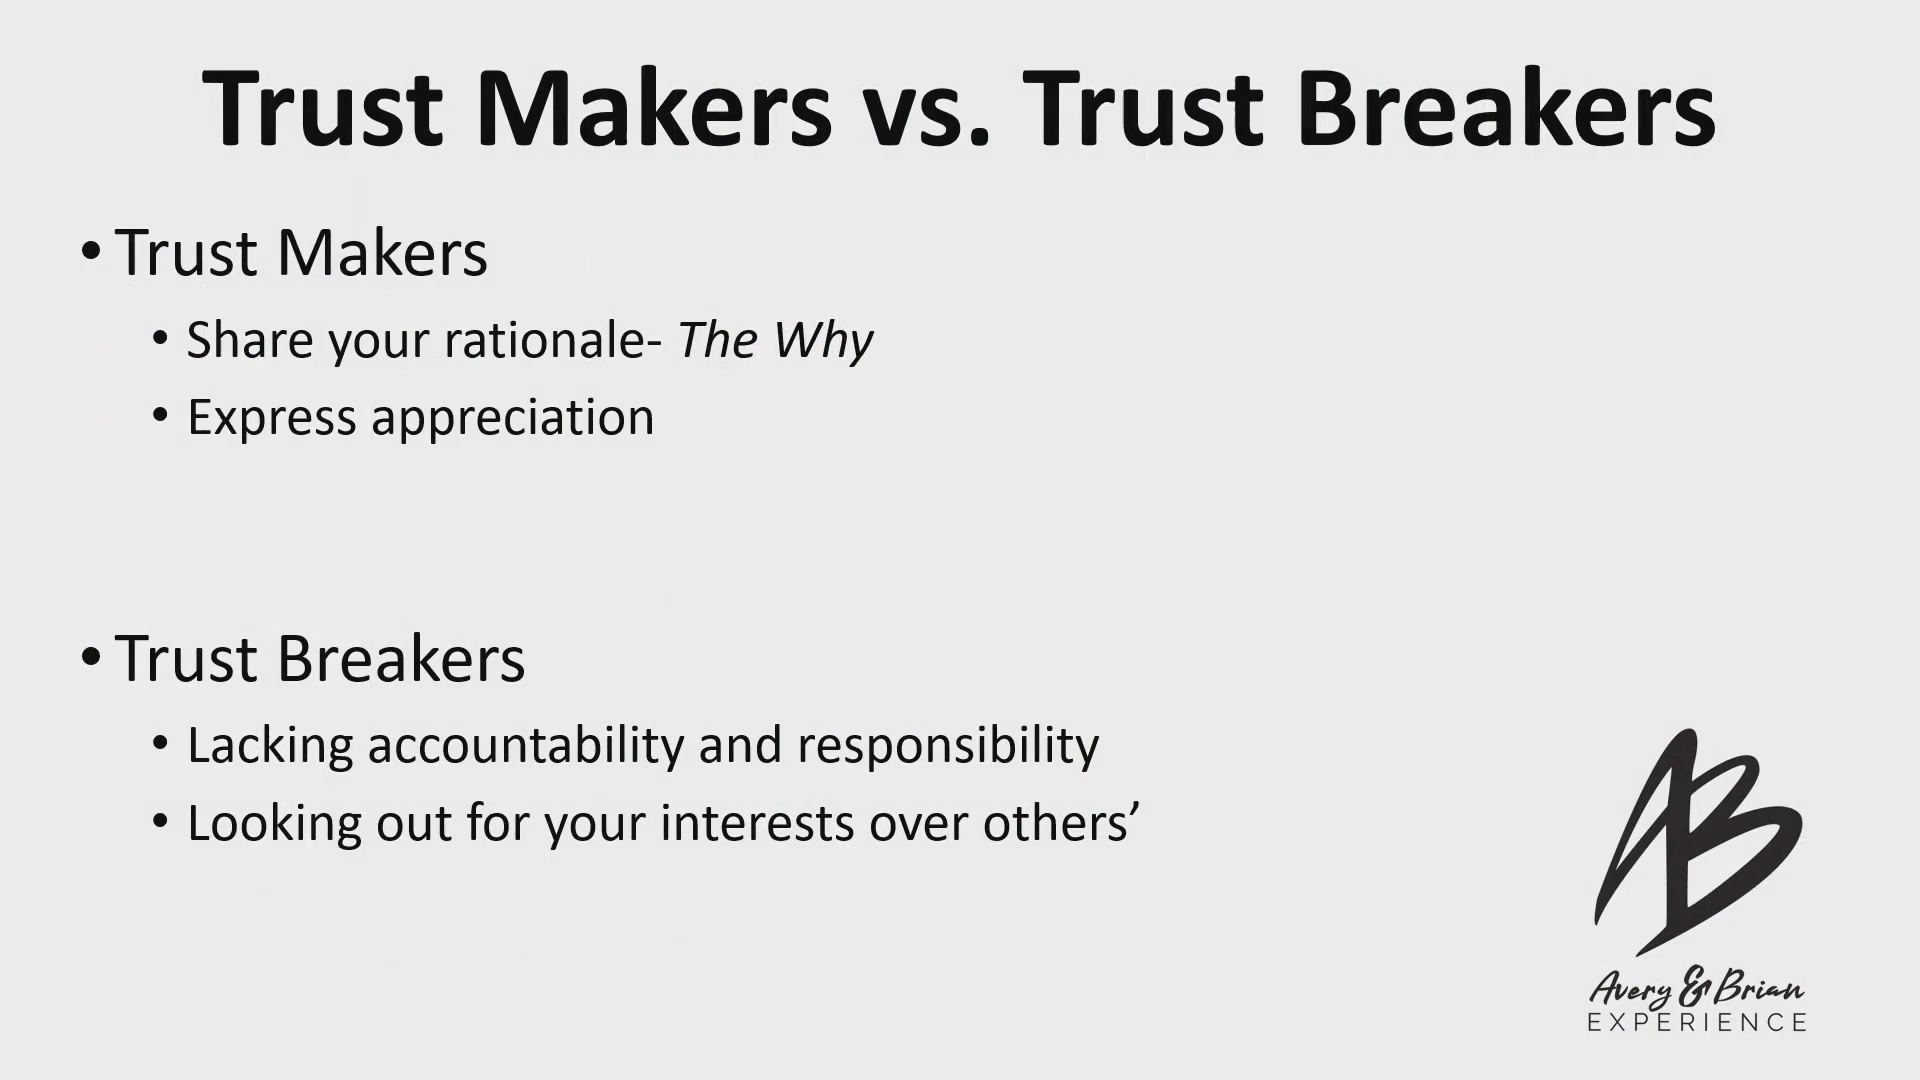 Trust Makers vs. Trust Breakers
• Trust Makers
• Share your rationale- The Why
• Express appreciation
• Trust Breakers
• Lacking accountability and responsibility
• Looking out for your interests over others’
AB
Avery & Brian
EXPERIENCE